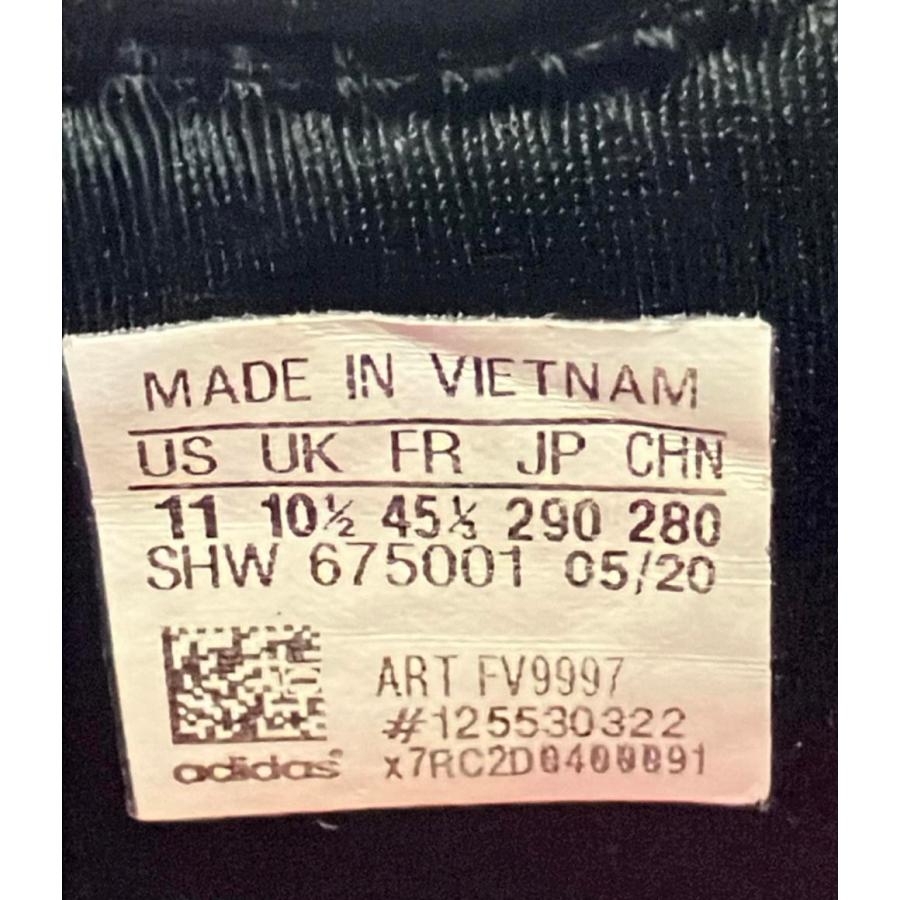 MADE IN VIETNAM
US UK FR JP CHN
11 10½ 45⅓ 290 280
SHW 675001 05/20
ART FV9997
#125530322
x7RC2D0400091
adidas